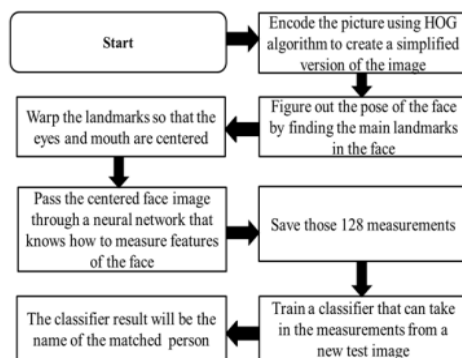 Start
Encode the picture using HOG
algorithm to create a simplified
version of the image
Figure out the pose of the face
by finding the main landmarks
in the face
Warp the landmarks so that the
eyes and mouth are centered
Pass the centered face image
through a neural network that
knows how to measure features
of the face
Save those 128 measurements
Train a classifier that can take
in the measurements from a
new test image
The classifier result will be the
name of the matched person